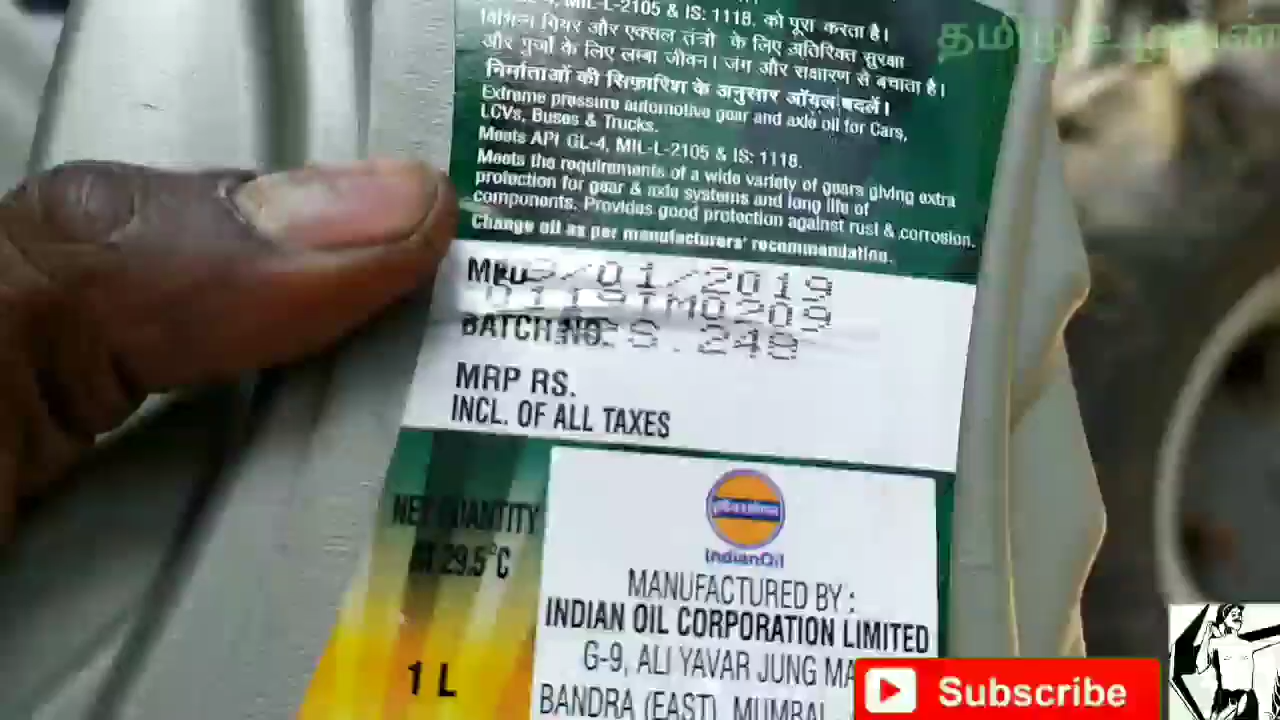 தமிழ் உழவன்
4, MIL-L-2105 & IS: 1118. को पूरा करता है।
विभिन्न गियर और एक्सल तंत्रो के लिए अतिरिक्त सुरक्षा
और पुर्जो के लिए लम्बा जीवन। जंग और संक्षारण से बचाता है।
निर्माताओं की सिफ़ारिश के अनुसार ऑयल बदलें।
Extreme pressure automotive gear and axle oil for Cars,
LCVs, Buses & Trucks.
Meets API GL-4, MIL-L-2105 & IS: 1118.
Meets the requirements of a wide variety of gears giving extra
protection for gear & axle systems and long life of
components. Provides good protection against rust & corrosion.
Change oil as per manufacturers' recommendation.
/01/2019
BATCH NO.
248
MRP RS.
INCL. OF ALL TAXES
NET QUANTITY
AT 29.5°C
1 L
IndianOil
MANUFACTURED BY :
INDIAN OIL CORPORATION LIMITED
G-9, ALI YAVAR JUNG MA
BANDRA (EAST), MUMBAI
Subscribe